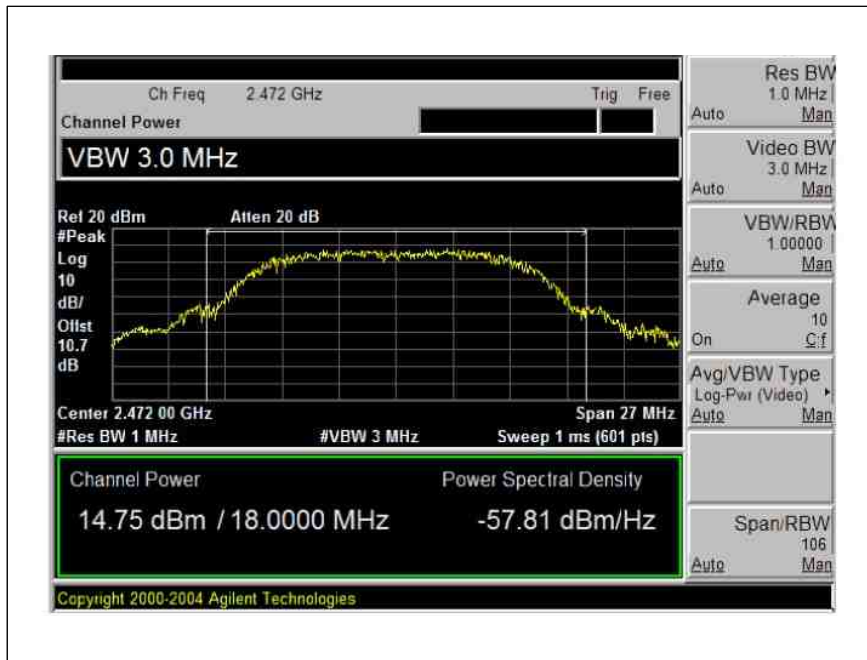 Ch Freq 2.472 GHz Trig Free
Channel Power
VBW 3.0 MHz
Ref 20 dBm Atten 20 dB
#Peak
Log
10
dB/
Offst
10.7
dB
Center 2.472 00 GHz Span 27 MHz
#Res BW 1 MHz #VBW 3 MHz Sweep 1 ms (601 pts)
Channel Power Power Spectral Density
14.75 dBm / 18.0000 MHz -57.81 dBm/Hz
Copyright 2000-2004 Agilent Technologies
Res BW
1.0 MHz
Auto Man
Video BW
3.0 MHz
Auto Man
VBW/RBW
1.00000
Auto Man
Average
10
On
Avg/VBW Type
Log-Pwr (Video)
Auto Man
Span/RBW
106
Auto Man